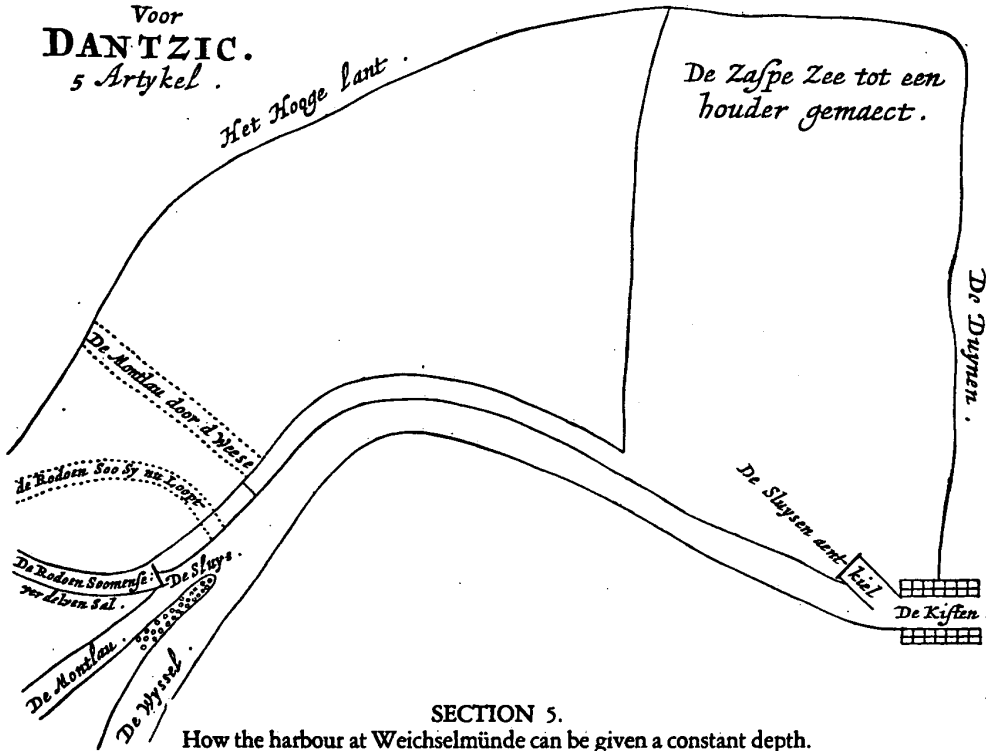 Voor
DANTZIC.
5 Artykel .
Het Hooge lant .
De Zaſpe Zee tot een
houder gemaect .
De Duynen .
De Montlau door d Weese
de Rodoen Soo Sy nu Loopt
De Rodoen Soomense :
verdelven Sal .
De Sluys .
De Montlau .
De Wyssel .
De Sluysen aent
kiel
De Kiſten
SECTION 5.
How the harbour at Weichselmünde can be given a constant depth.